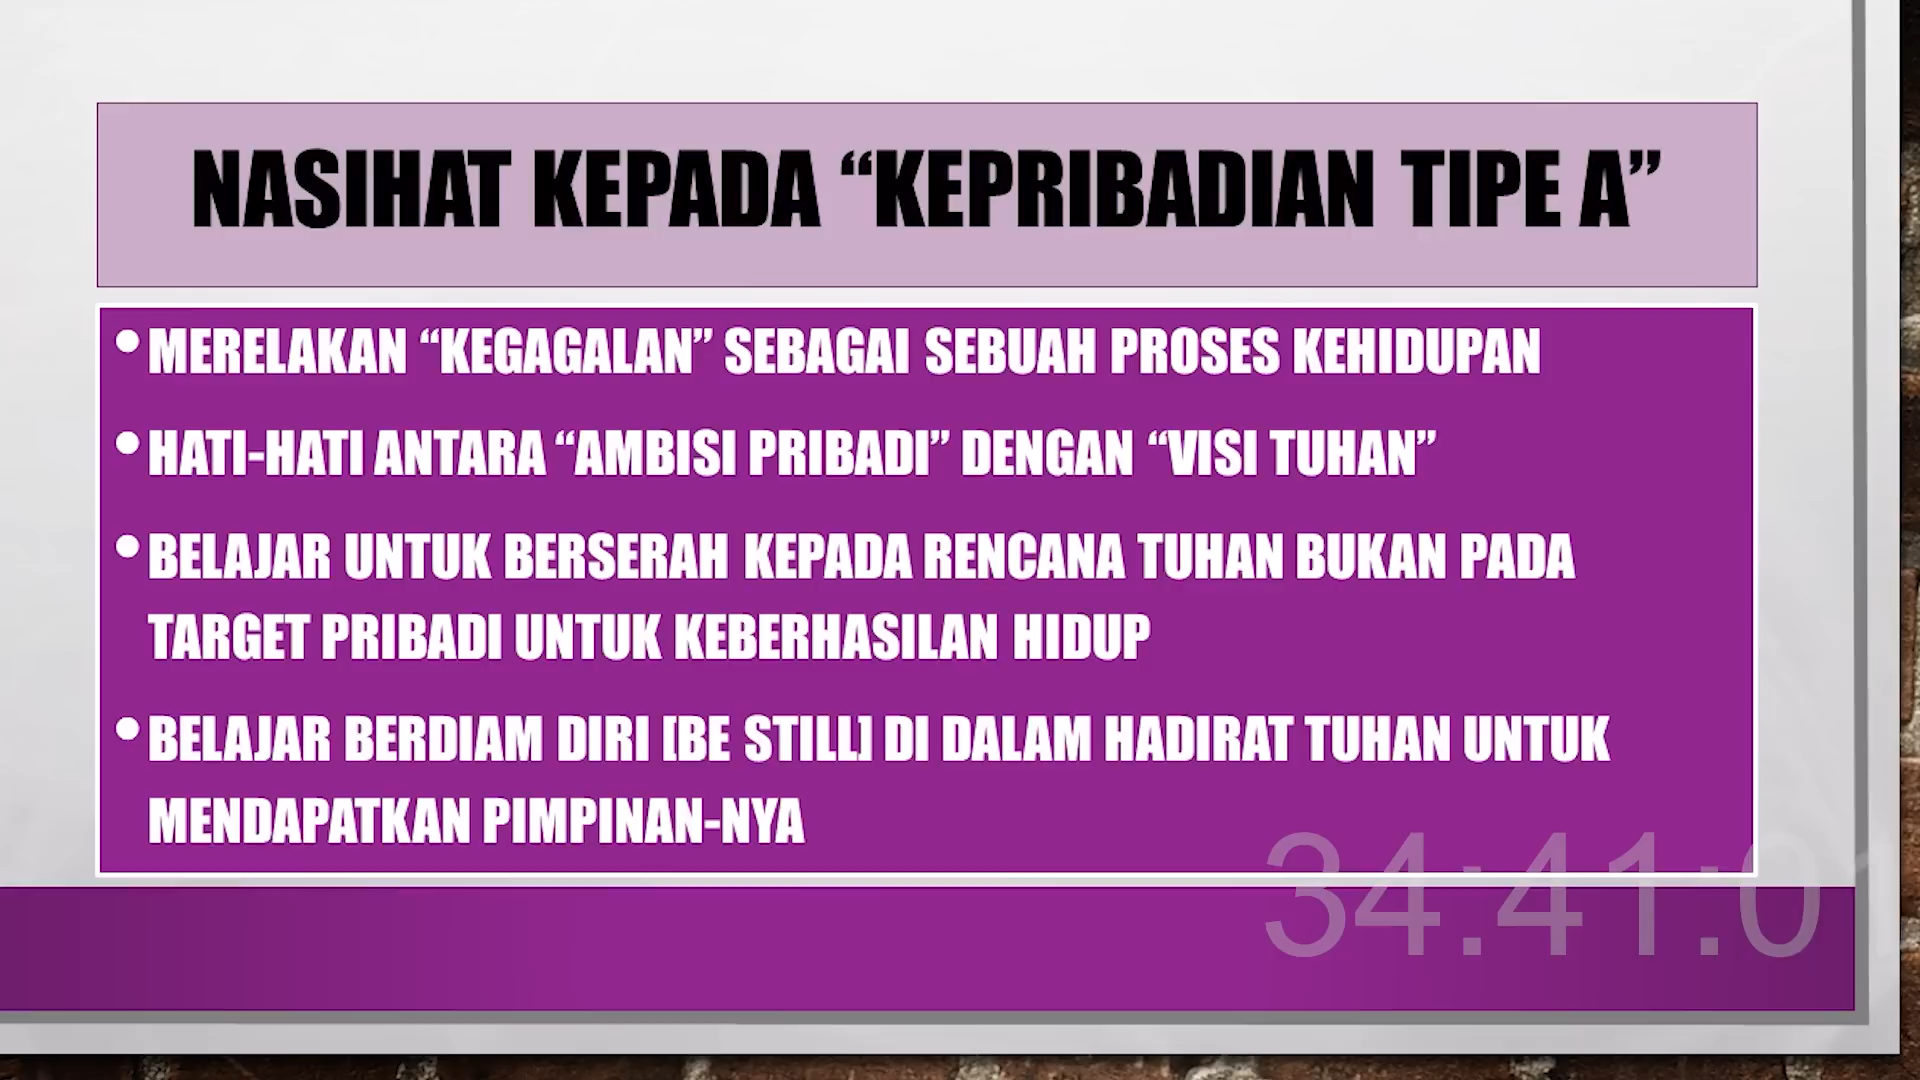 NASIHAT KEPADA “KEPRIBADIAN TIPE A”
•MERELAKAN “KEGAGALAN” SEBAGAI SEBUAH PROSES KEHIDUPAN
•HATI-HATI ANTARA “AMBISI PRIBADI” DENGAN “VISI TUHAN”
•BELAJAR UNTUK BERSERAH KEPADA RENCANA TUHAN BUKAN PADA
TARGET PRIBADI UNTUK KEBERHASILAN HIDUP
•BELAJAR BERDIAM DIRI [BE STILL] DI DALAM HADIRAT TUHAN UNTUK
MENDAPATKAN PIMPINAN-NYA
34:41:01